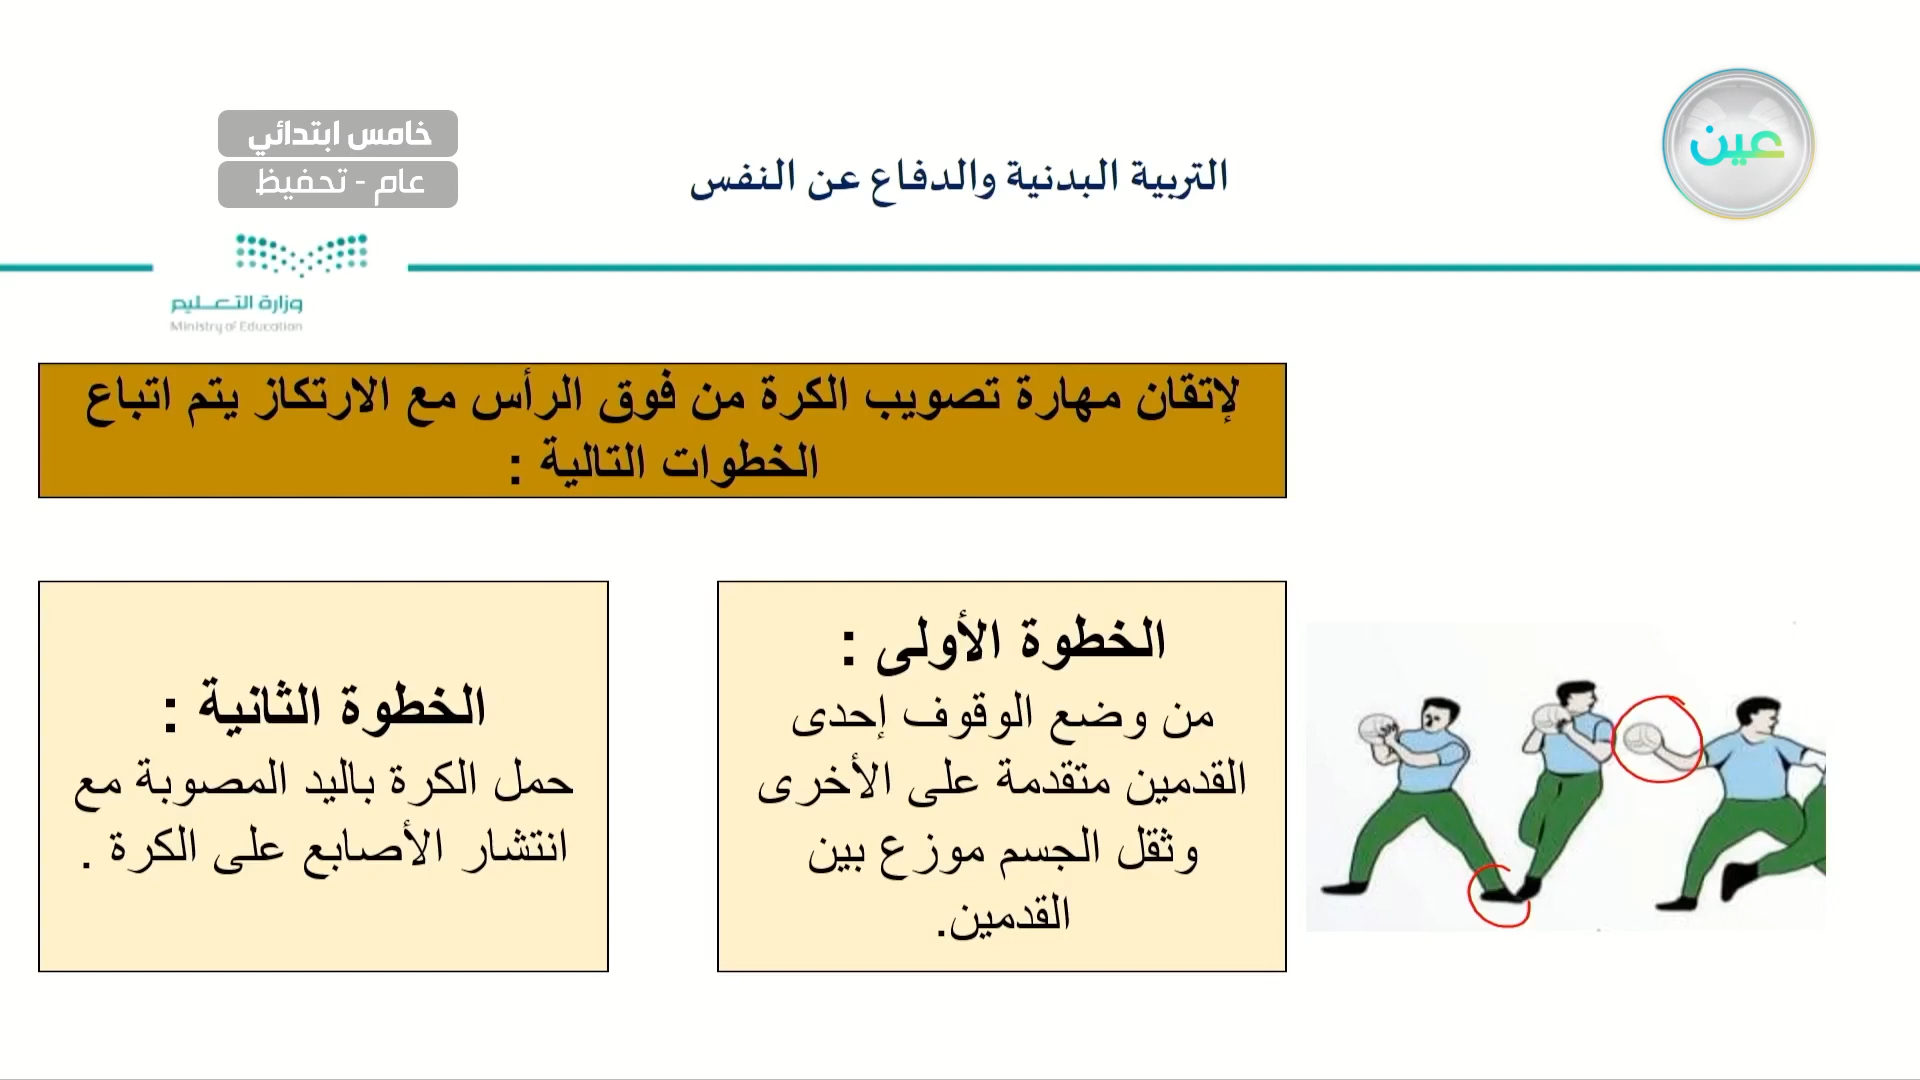 عين
خامس ابتدائي
عام - تحفيظ
التربية البدنية والدفاع عن النفس
وزارة التعليم
Ministry of Education
لإتقان مهارة تصويب الكرة من فوق الرأس مع الارتكاز يتم اتباع
الخطوات التالية :
الخطوة الأولى :
من وضع الوقوف إحدى
القدمين متقدمة على الأخرى
وثقل الجسم موزع بين
القدمين.
الخطوة الثانية :
حمل الكرة باليد المصوبة مع
انتشار الأصابع على الكرة .